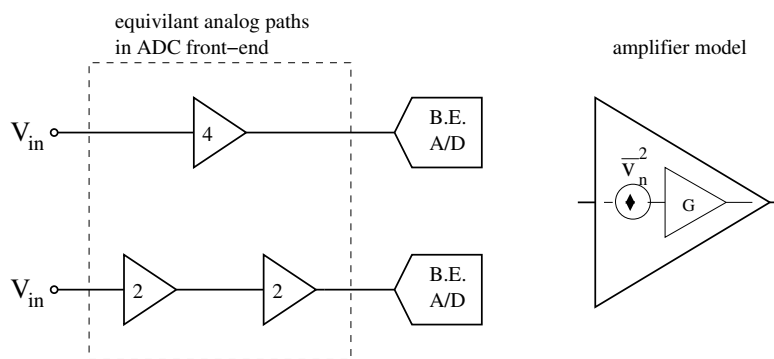 equivilant analog paths
in ADC front−end
amplifier model
V_in
4
B.E.
A/D
V_n^2
G
V_in
2
2
B.E.
A/D